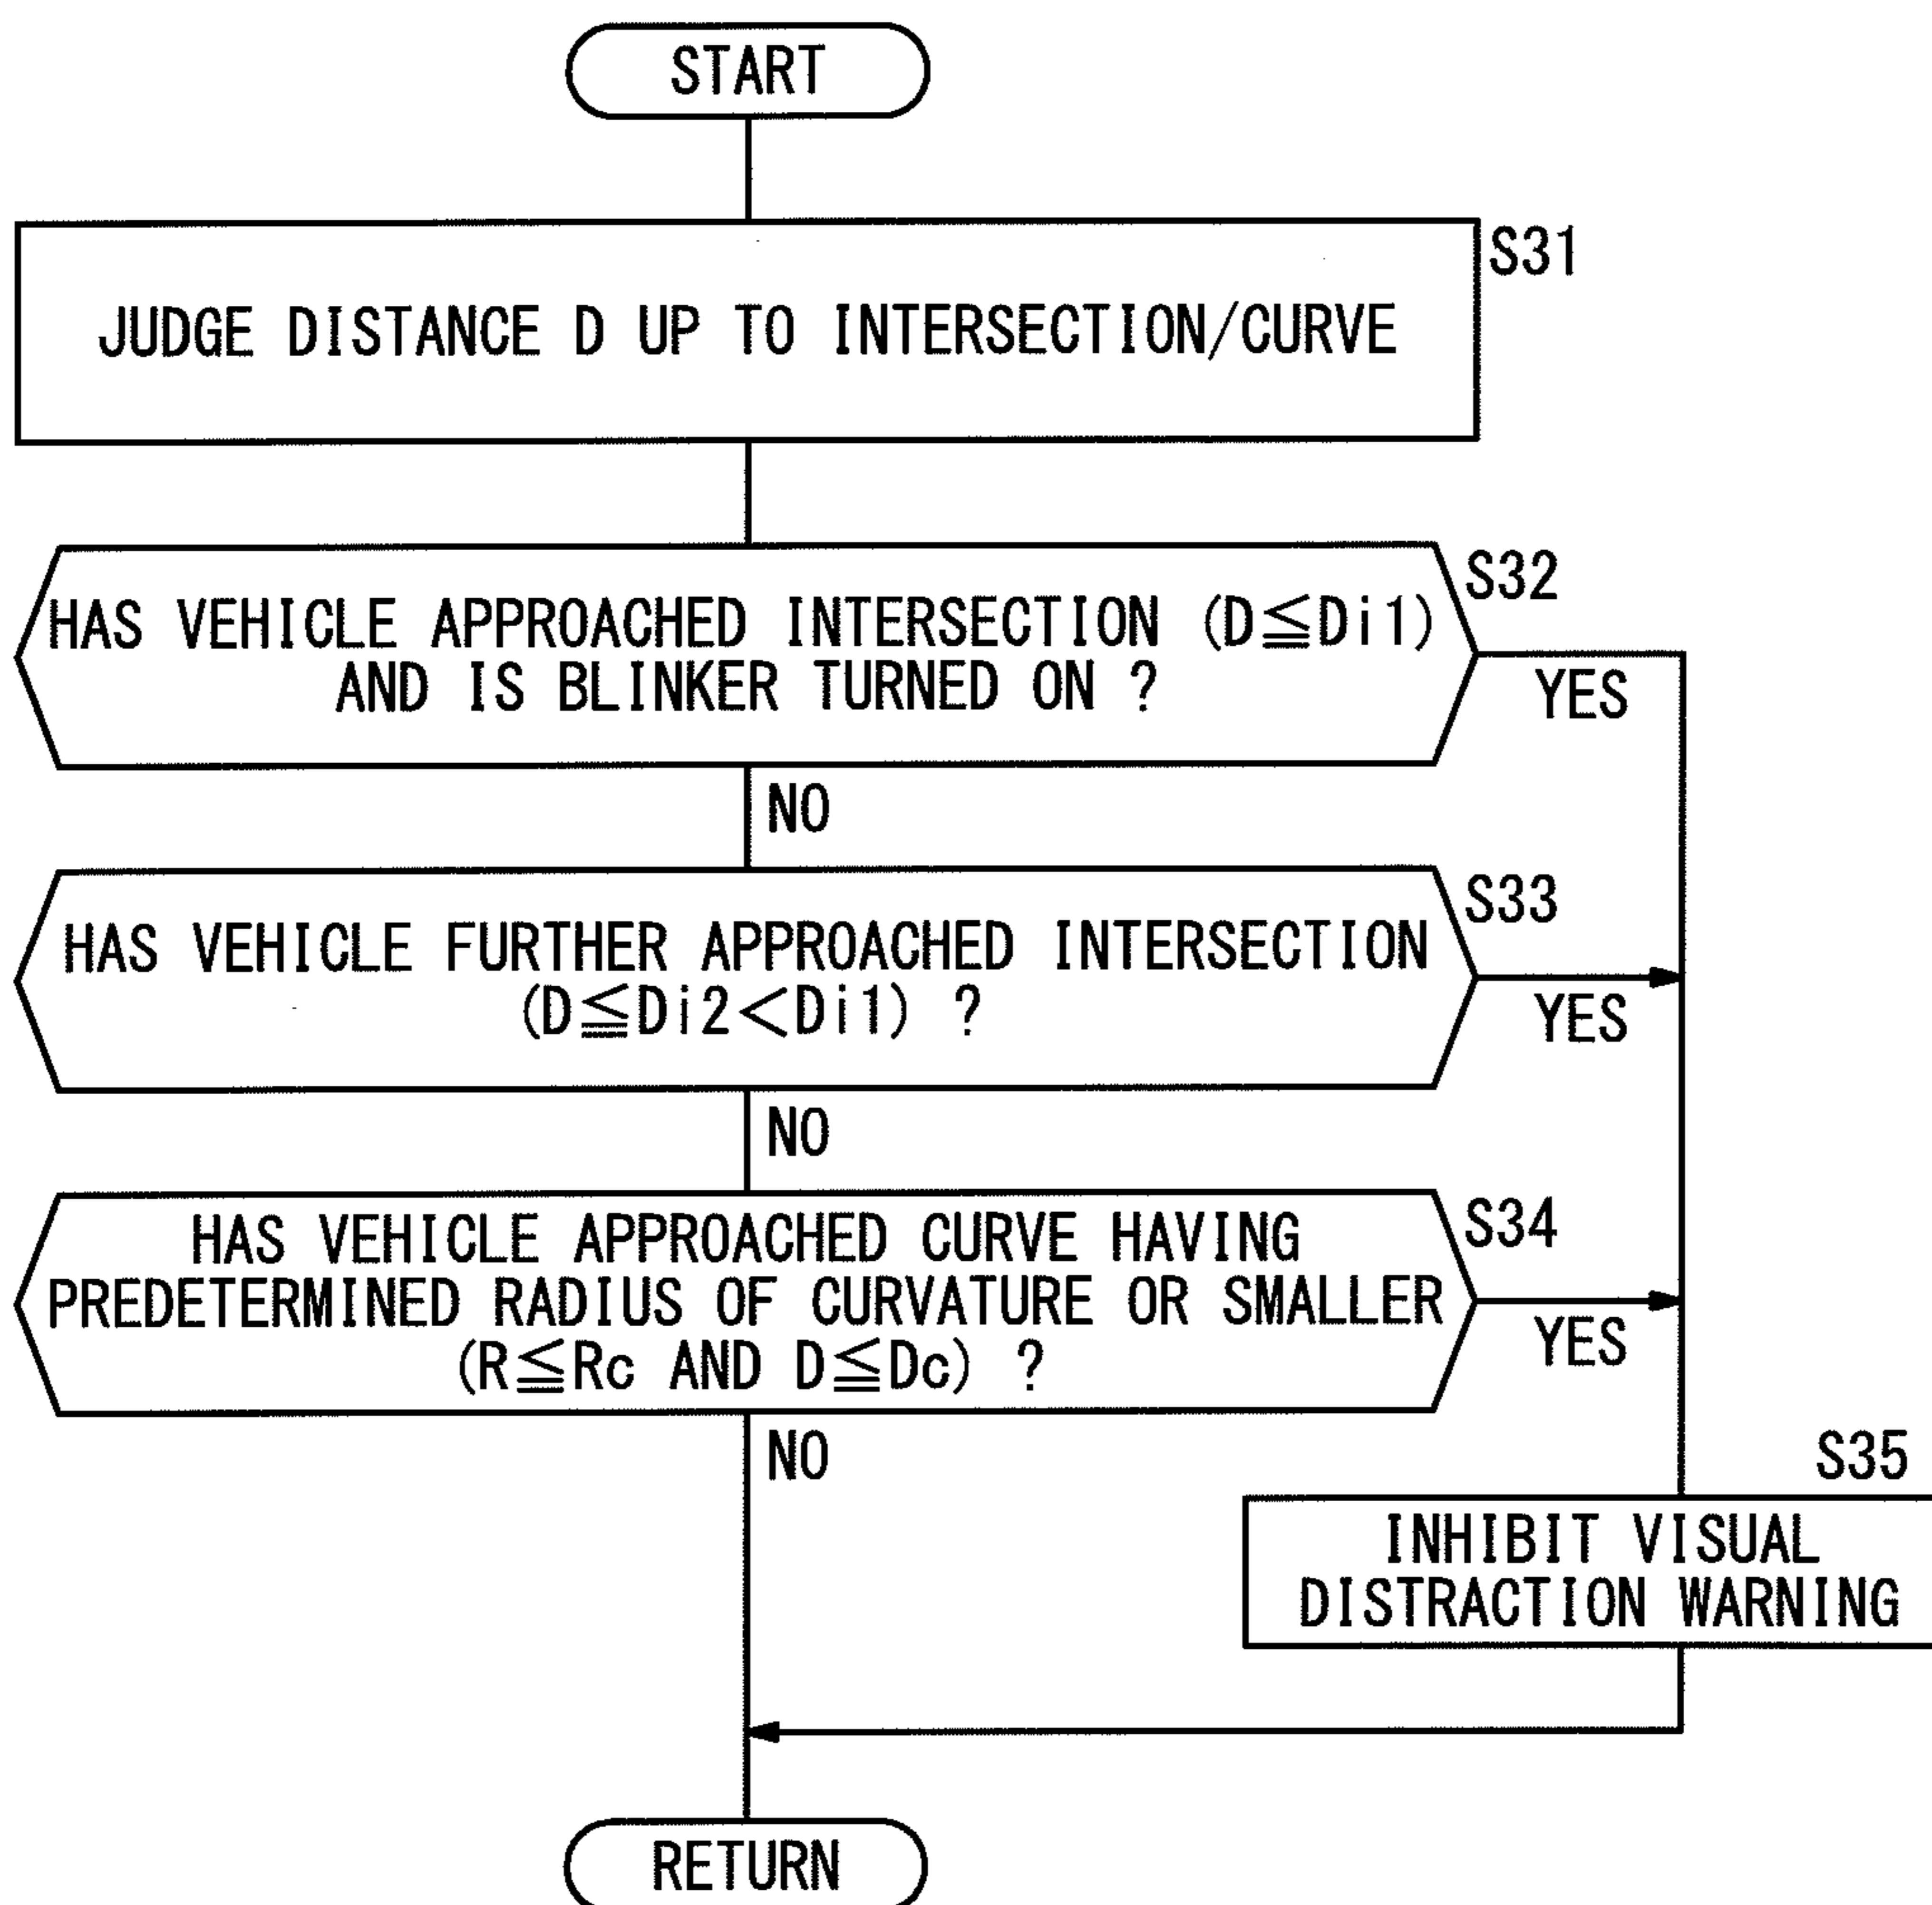 START
S31
JUDGE DISTANCE D UP TO INTERSECTION/CURVE
S32
HAS VEHICLE APPROACHED INTERSECTION (D≦Di1)
AND IS BLINKER TURNED ON ?
YES
NO
S33
HAS VEHICLE FURTHER APPROACHED INTERSECTION
(D≦Di2<Di1) ?
YES
NO
S34
HAS VEHICLE APPROACHED CURVE HAVING
PREDETERMINED RADIUS OF CURVATURE OR SMALLER
(R≦Rc AND D≦Dc) ?
YES
NO
S35
INHIBIT VISUAL
DISTRACTION WARNING
RETURN